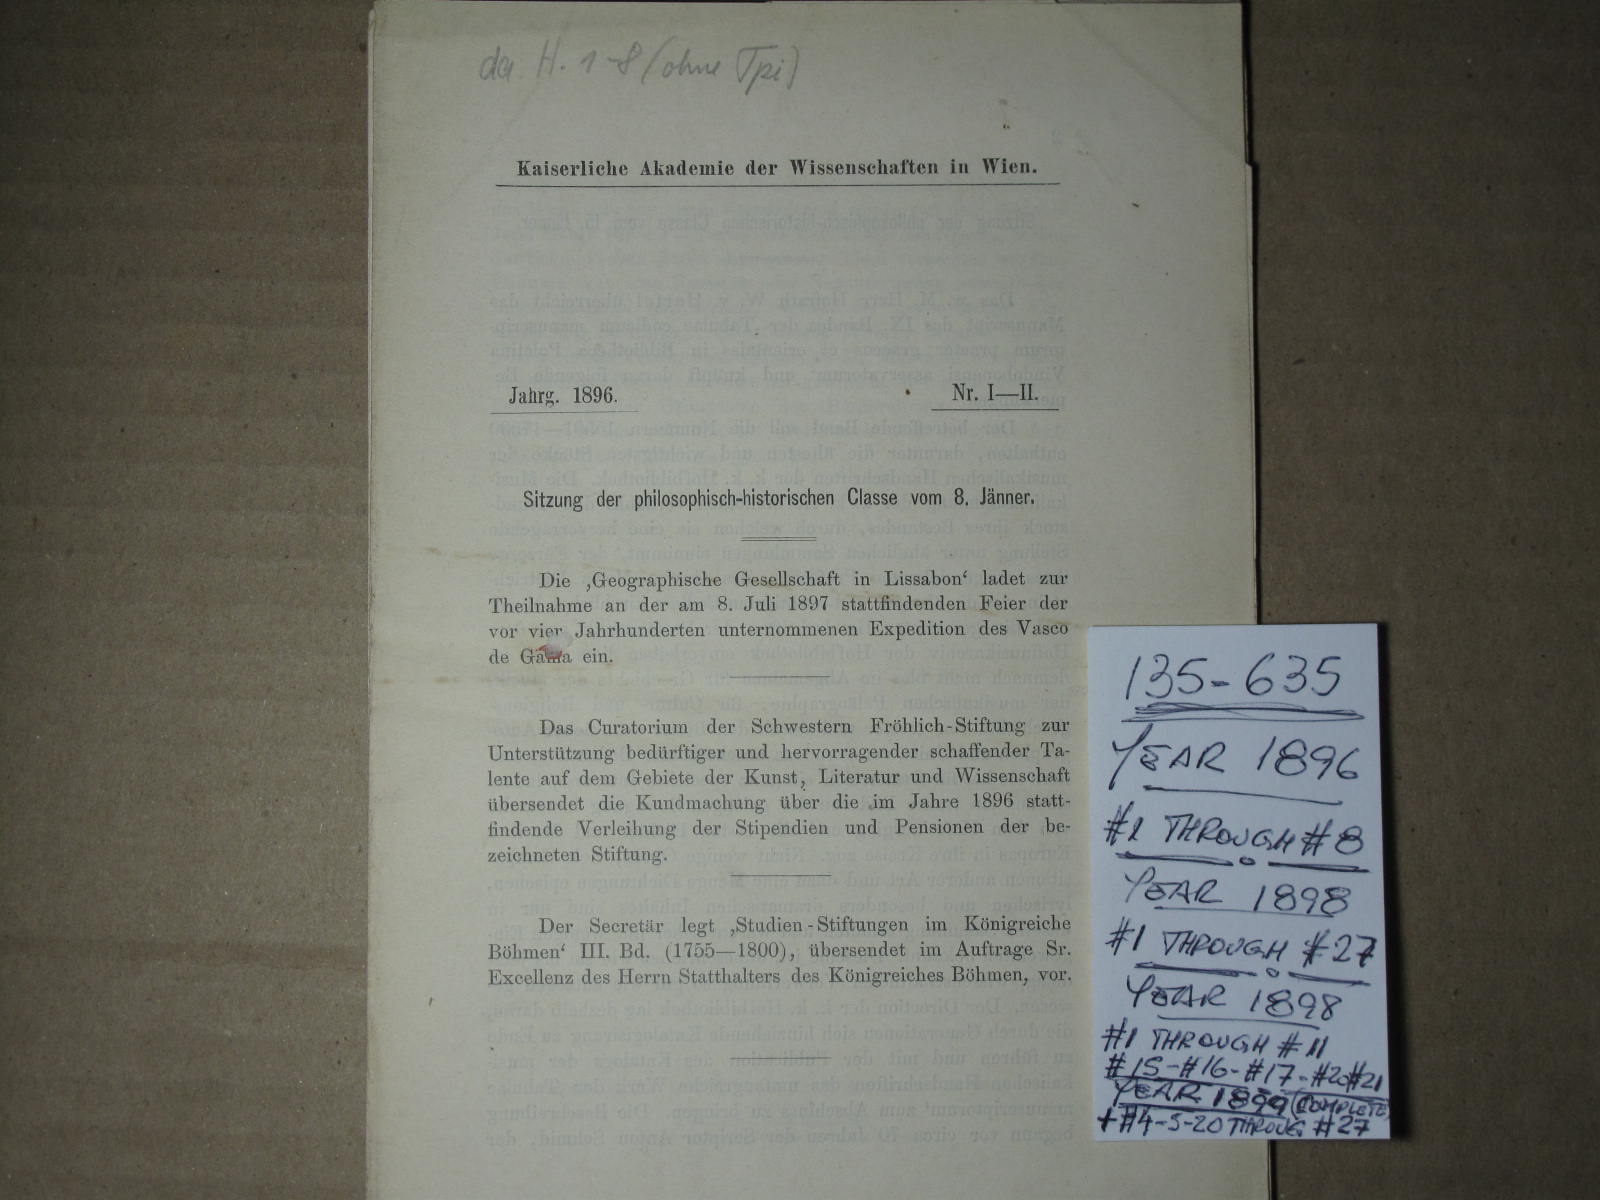 da H. 1-8 (ohne Tpi)
Kaiserliche Akademie der Wissenschaften in Wien.
Jahrg. 1896.
Nr. I—II.
Sitzung der philosophisch-historischen Classe vom 8. Jänner.
Die ‚Geographische Gesellschaft in Lissabon‘ ladet zur
Theilnahme an der am 8. Juli 1897 stattfindenden Feier der
vor vier Jahrhunderten unternommenen Expedition des Vasco
de Gama ein.
Das Curatorium der Schwestern Fröhlich-Stiftung zur
Unterstützung bedürftiger und hervorragender schaffender Ta-
lente auf dem Gebiete der Kunst, Literatur und Wissenschaft
übersendet die Kundmachung über die im Jahre 1896 statt-
findende Verleihung der Stipendien und Pensionen der be-
zeichneten Stiftung.
Der Secretär legt ‚Studien-Stiftungen im Königreiche
Böhmen‘ III. Bd. (1755—1800), übersendet im Auftrage Sr.
Excellenz des Herrn Statthalters des Königreiches Böhmen, vor.
135-635
YEAR 1896
#1 THROUGH #8
YEAR 1898
#1 THROUGH #27
YEAR 1898
#1 THROUGH #11
#15-#16-#17-#20#21
YEAR 1899 (COMPLETE)
+#4-5-20 THROUG #27